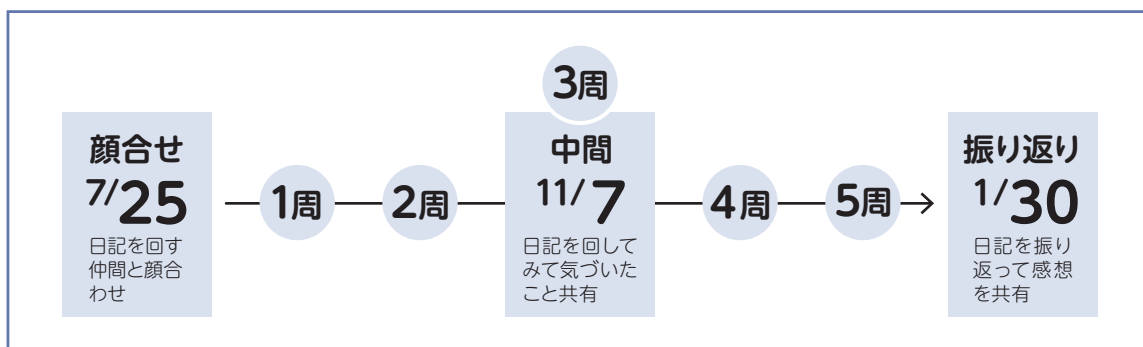 顔合せ
7/25
日記を回す
仲間と顔合
わせ
1周
2周
3周
中間
11/7
日記を回して
みて気づいた
こと共有
4周
5周
振り返り
1/30
日記を振り
返って感想
を共有